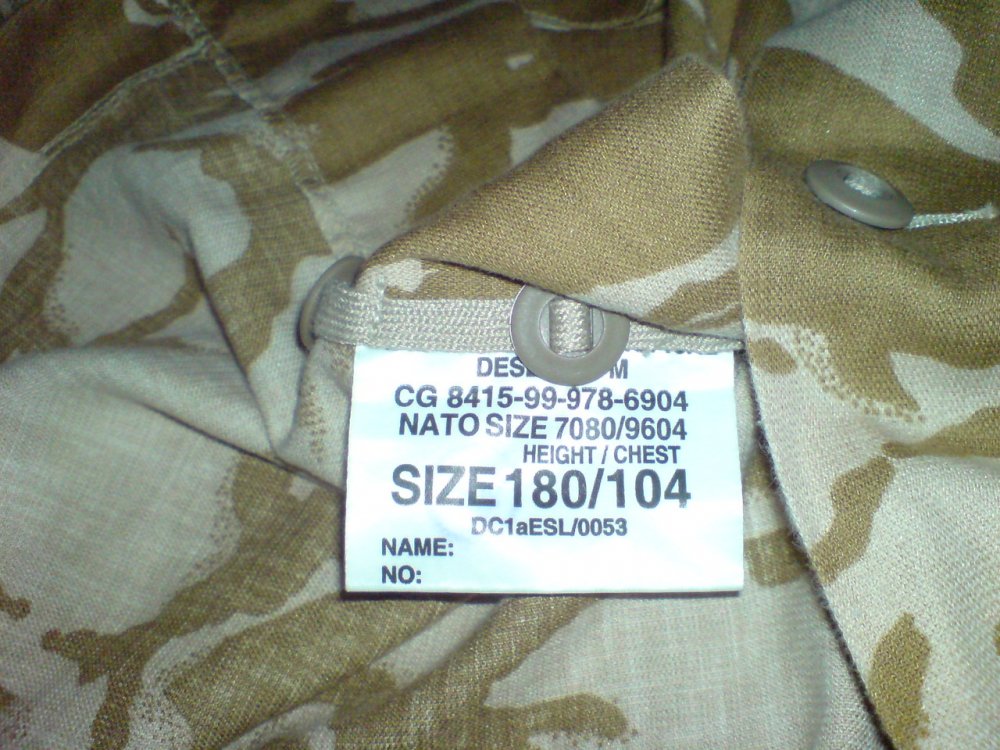 CG 8415-99-978-6904
NATO SIZE 7080/9604
HEIGHT / CHEST
SIZE 180/104
DC1aESL/0053
NAME:
NO: